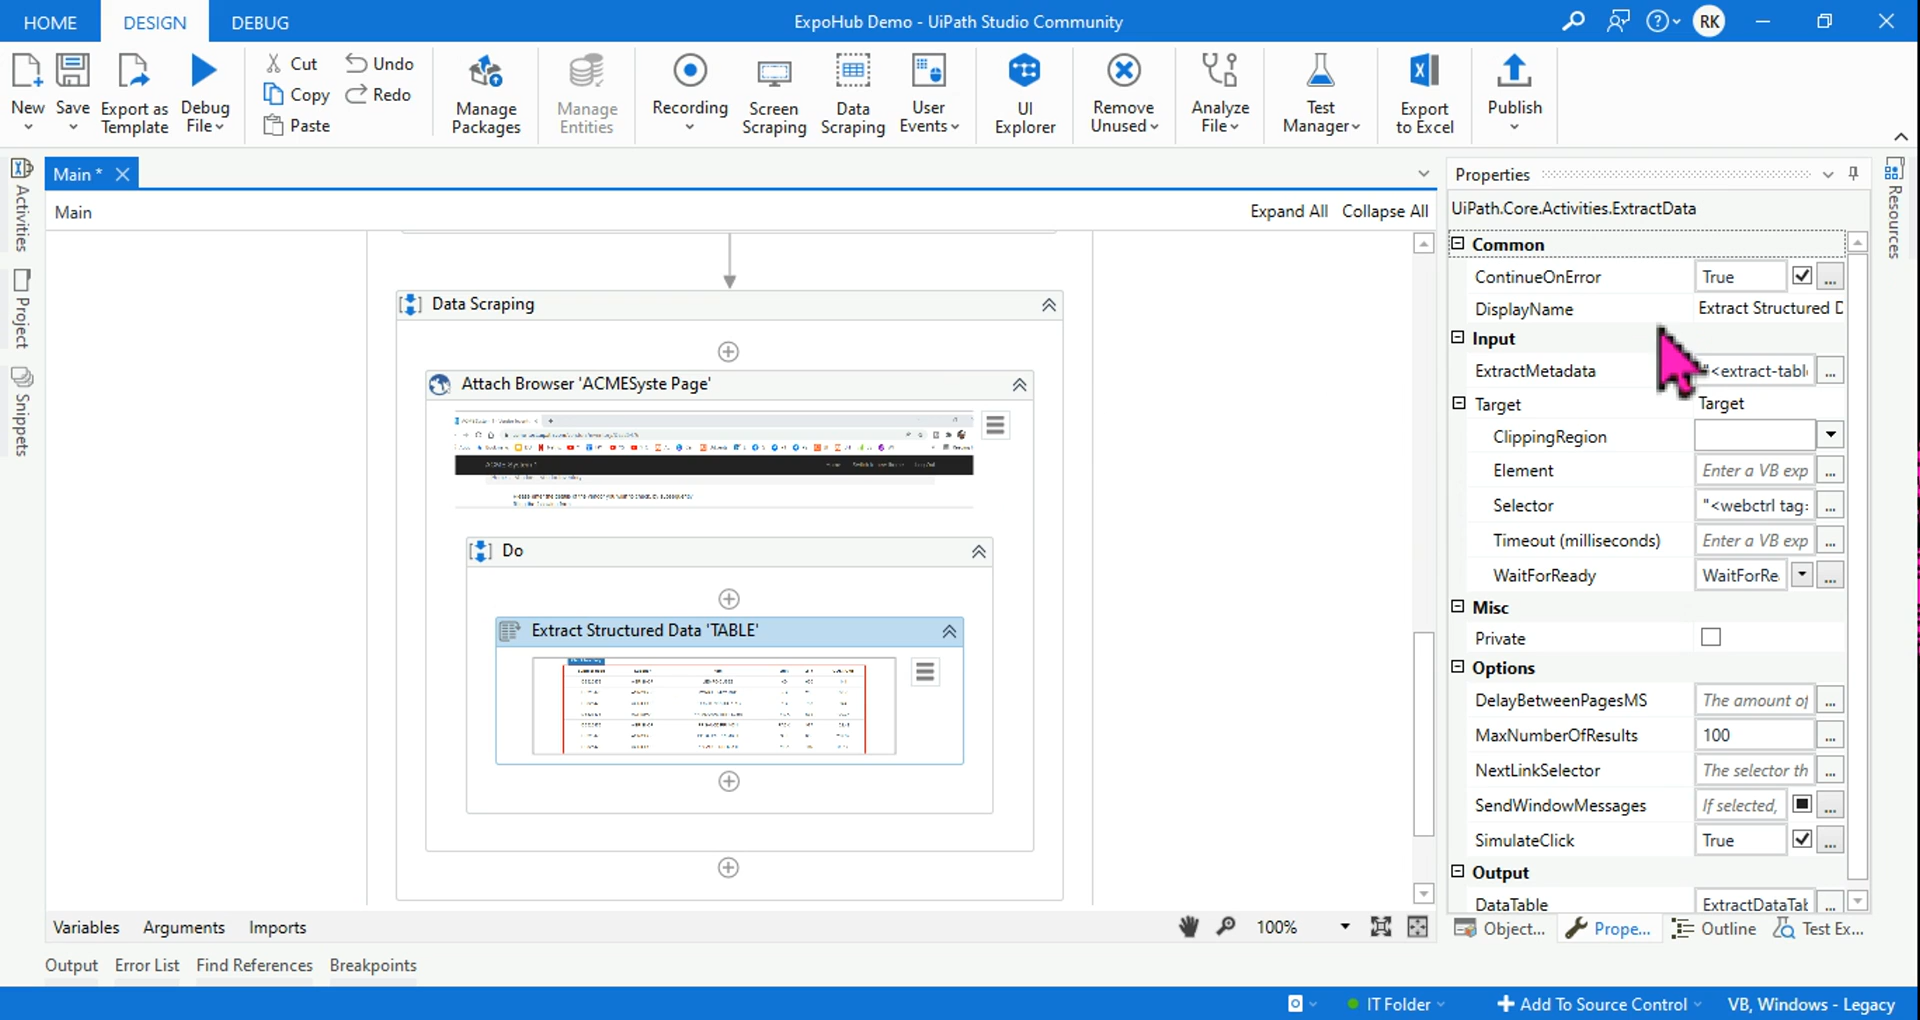 HOME
DESIGN
DEBUG
ExpoHub Demo - UiPath Studio Community
RK
New
Save
Export as
Template
Debug
File
Cut
Copy
Paste
Undo
Redo
Manage
Packages
Manage
Entities
Recording
Screen
Scraping
Data
Scraping
User
Events
UI
Explorer
Remove
Unused
Analyze
File
Test
Manager
Export
to Excel
Publish
Activities
Project
Snippets
Main *
Main
Expand All
Collapse All
Data Scraping
Attach Browser 'ACMESyste Page'
Do
Extract Structured Data 'TABLE'
Properties
UiPath.Core.Activities.ExtractData
Common
ContinueOnError
True
...
DisplayName
Extract Structured D
Input
ExtractMetadata
"<extract-tabl
...
Target
Target
ClippingRegion
Element
Enter a VB exp
...
Selector
"<webctrl tag:
...
Timeout (milliseconds)
Enter a VB exp
...
WaitForReady
WaitForRe
...
Misc
Private
Options
DelayBetweenPagesMS
The amount of
...
MaxNumberOfResults
100
...
NextLinkSelector
The selector th
...
SendWindowMessages
If selected,
...
SimulateClick
True
...
Output
DataTable
ExtractDataTab
...
Resources
Variables
Arguments
Imports
100%
Object...
Prope...
Outline
Test Ex...
Output
Error List
Find References
Breakpoints
IT Folder
Add To Source Control
VB, Windows - Legacy